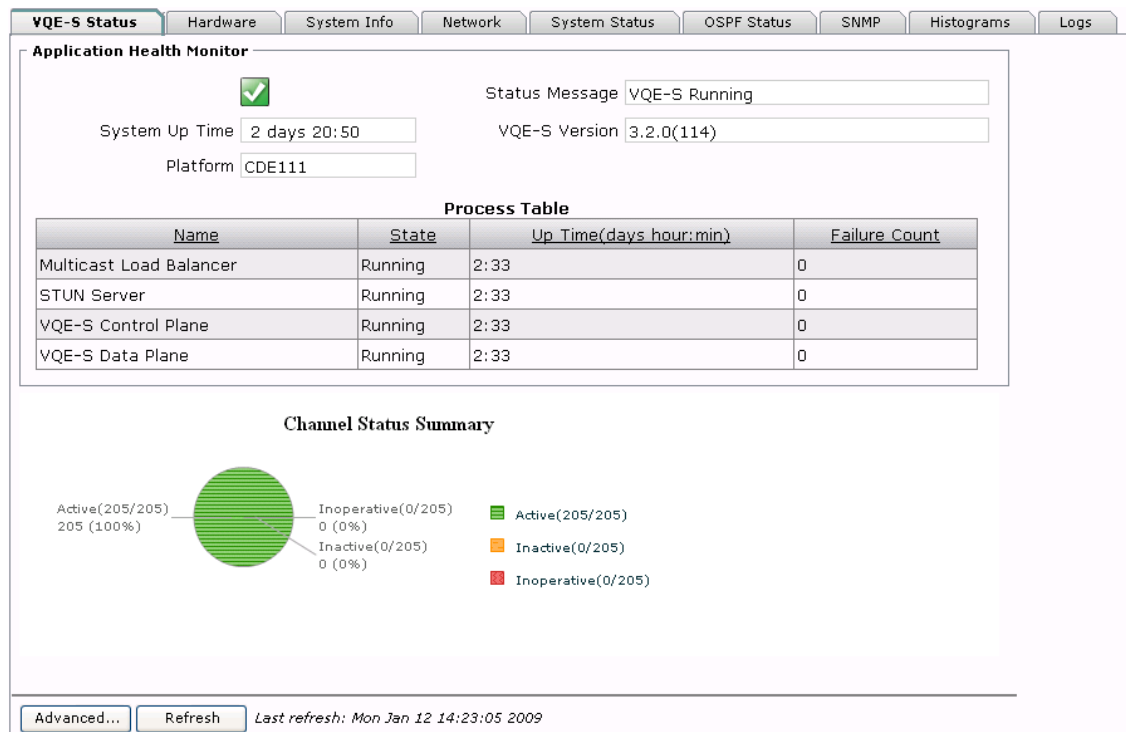 VQE-S Status Hardware System Info Network System Status OSPF Status SNMP Histograms Logs
Application Health Monitor
Status Message VQE-S Running
System Up Time 2 days 20:50 VQE-S Version 3.2.0(114)
Platform CDE111
Process Table
Name State Up Time(days hour:min) Failure Count
Multicast Load Balancer Running 2:33 0
STUN Server Running 2:33 0
VQE-S Control Plane Running 2:33 0
VQE-S Data Plane Running 2:33 0
Channel Status Summary
Active(205/205)
205 (100%)
Inoperative(0/205)
0 (0%)
Inactive(0/205)
0 (0%)
Active(205/205)
Inactive(0/205)
Inoperative(0/205)
Advanced... Refresh Last refresh: Mon Jan 12 14:23:05 2009